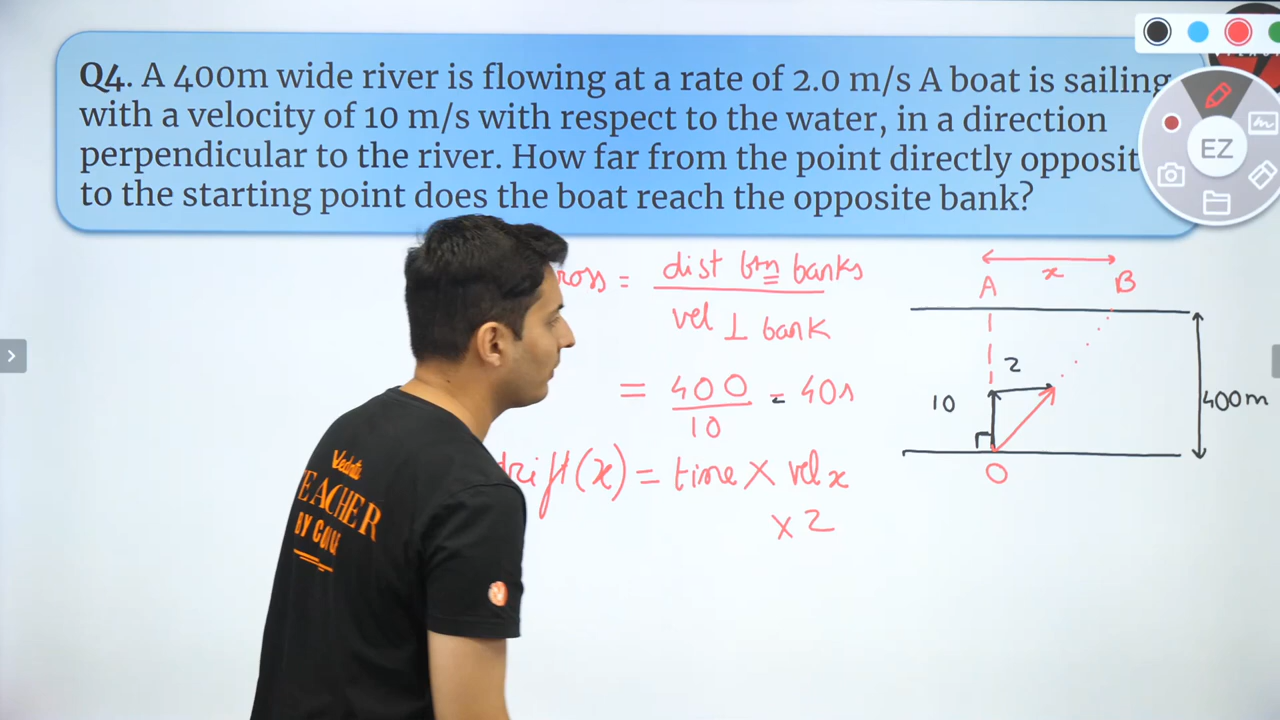 Q4. A 400m wide river is flowing at a rate of 2.0 m/s A boat is sailing
with a velocity of 10 m/s with respect to the water, in a direction
perpendicular to the river. How far from the point directly opposit
to the starting point does the boat reach the opposite bank?
EZ
ross = dist btn banks
vel ⊥ bank
= 400
10
= 40s
drift(x) = time × vel x
× 2
x
A
B
2
10
400m
O
Vedantu
TEACHER